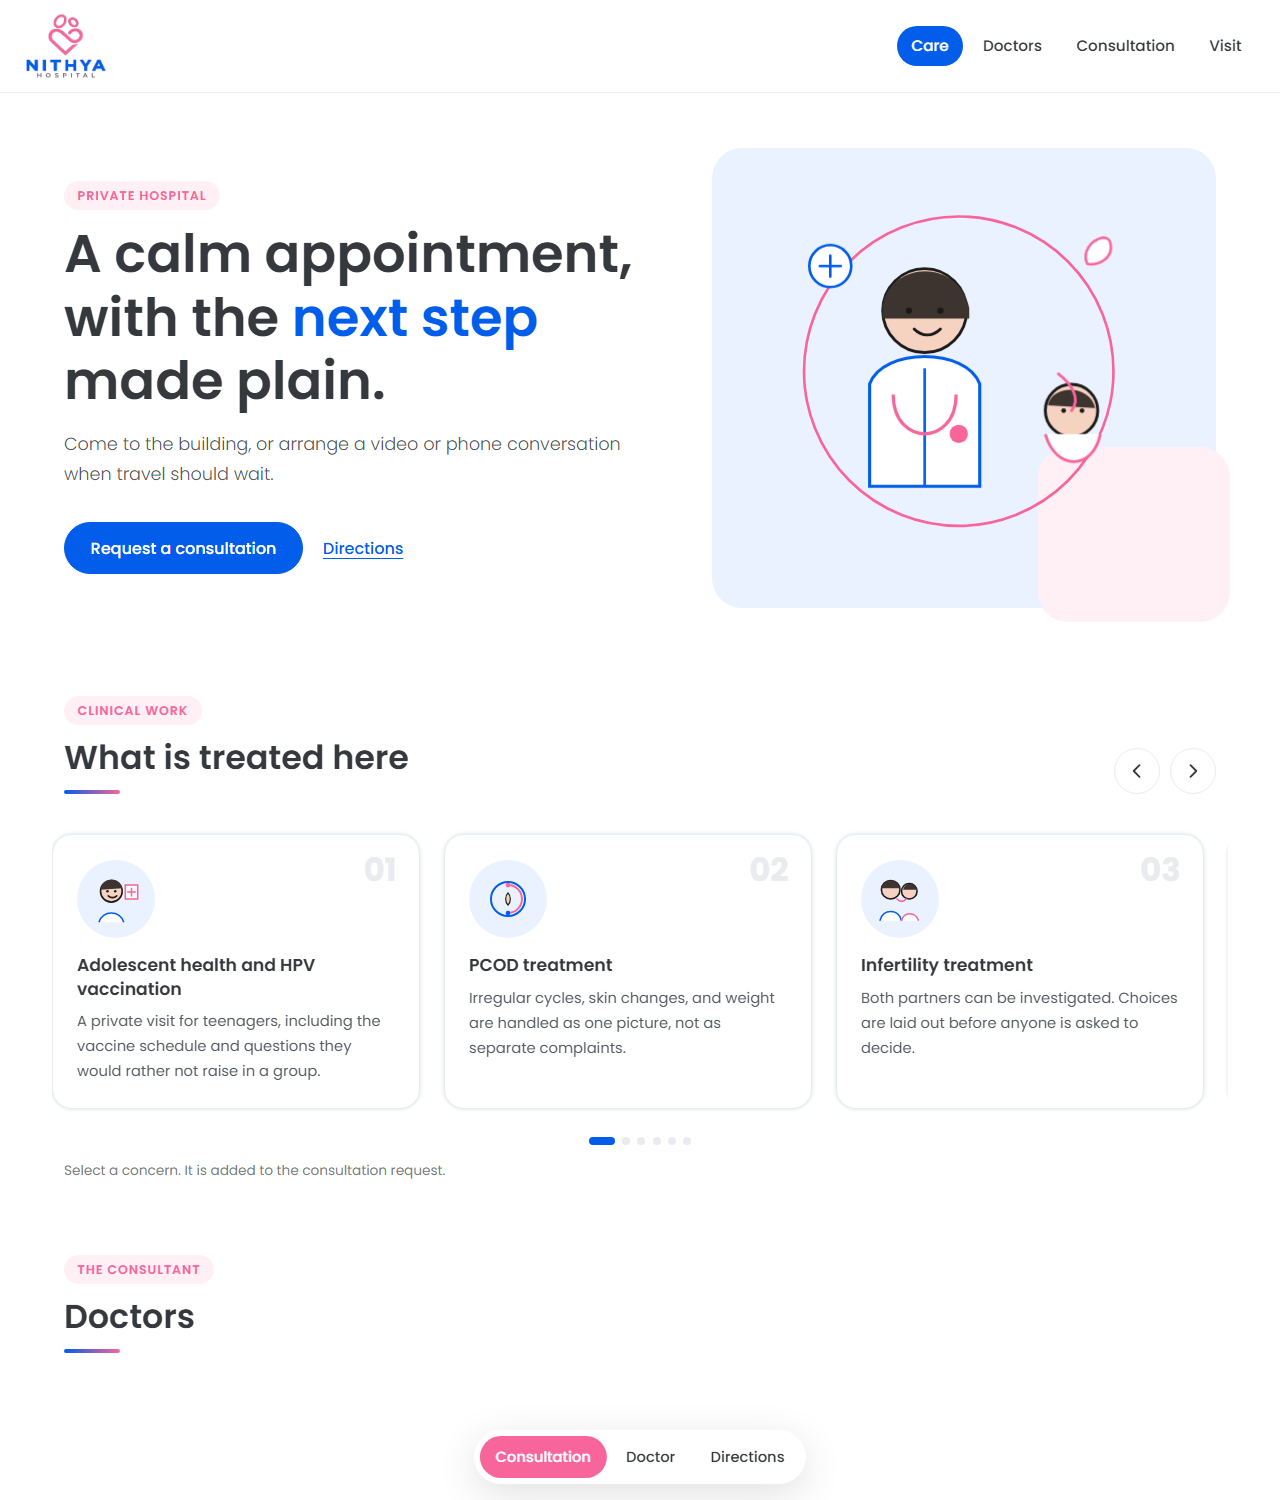 NITHYA
HOSPITAL
Care
Doctors
Consultation
Visit
PRIVATE HOSPITAL
A calm appointment,
with the next step
made plain.
Come to the building, or arrange a video or phone conversation
when travel should wait.
Request a consultation
Directions
CLINICAL WORK
What is treated here
01
Adolescent health and HPV
vaccination
A private visit for teenagers, including the
vaccine schedule and questions they
would rather not raise in a group.
02
PCOD treatment
Irregular cycles, skin changes, and weight
are handled as one picture, not as
separate complaints.
03
Infertility treatment
Both partners can be investigated. Choices
are laid out before anyone is asked to
decide.
Select a concern. It is added to the consultation request.
THE CONSULTANT
Doctors
Consultation
Doctor
Directions